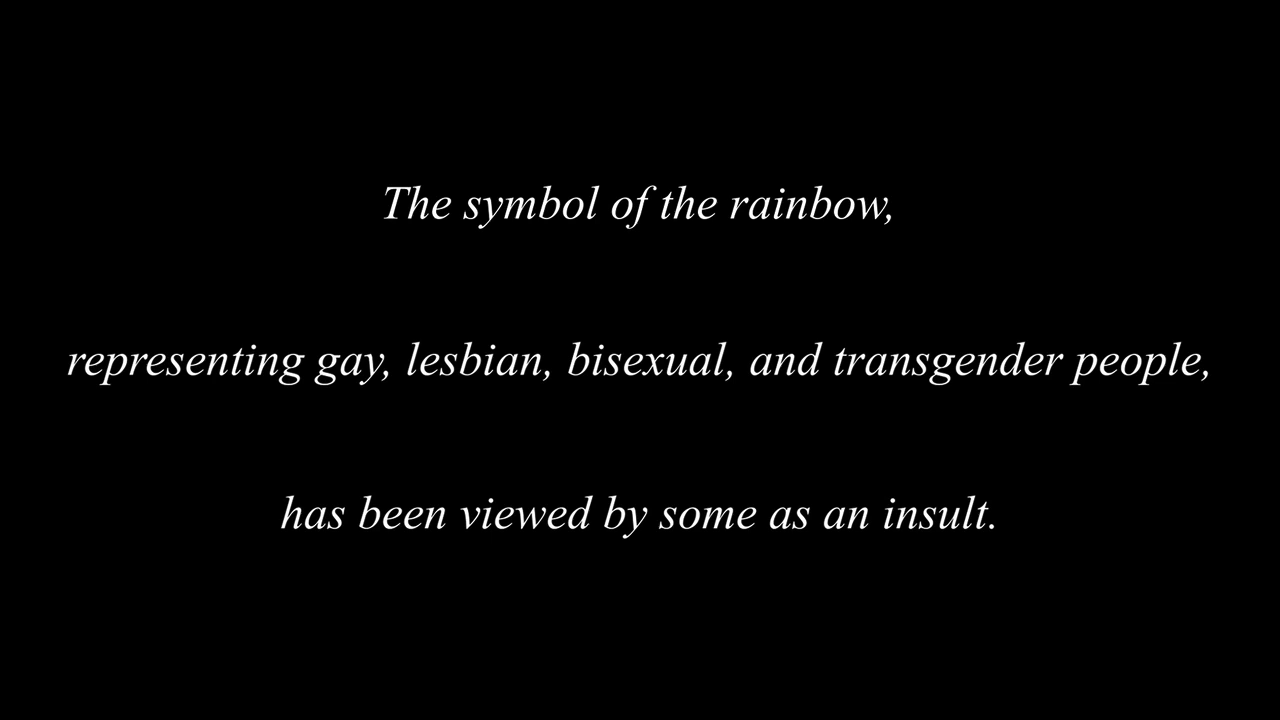 The symbol of the rainbow,
representing gay, lesbian, bisexual, and transgender people,
has been viewed by some as an insult.